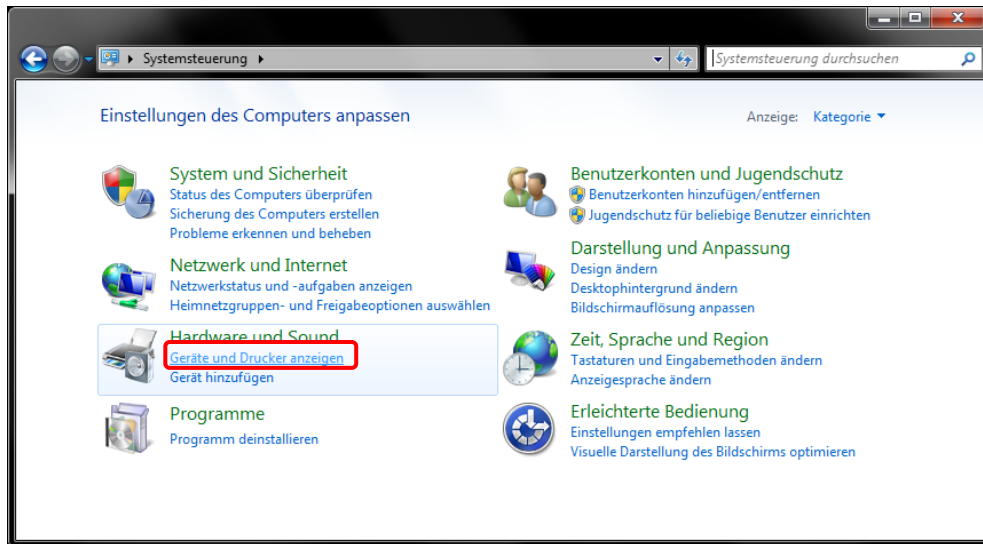 Systemsteuerung
Systemsteuerung durchsuchen
Einstellungen des Computers anpassen
Anzeige: Kategorie
System und Sicherheit
Status des Computers überprüfen
Sicherung des Computers erstellen
Probleme erkennen und beheben
Netzwerk und Internet
Netzwerkstatus und -aufgaben anzeigen
Heimnetzgruppen- und Freigabeoptionen auswählen
Hardware und Sound
Geräte und Drucker anzeigen
Gerät hinzufügen
Programme
Programm deinstallieren
Benutzerkonten und Jugendschutz
Benutzerkonten hinzufügen/entfernen
Jugendschutz für beliebige Benutzer einrichten
Darstellung und Anpassung
Design ändern
Desktophintergrund ändern
Bildschirmauflösung anpassen
Zeit, Sprache und Region
Tastaturen und Eingabemethoden ändern
Anzeigesprache ändern
Erleichterte Bedienung
Einstellungen empfehlen lassen
Visuelle Darstellung des Bildschirms optimieren